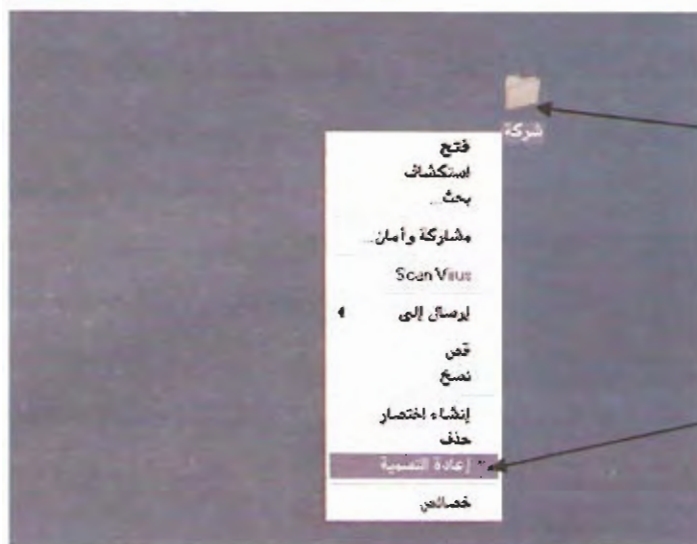 شركة
فتح
استكشاف
بحث...
مشاركة وأمان...
Scan Virus
إرسال إلى
قص
نسخ
إنشاء اختصار
حذف
إعادة التسمية
خصائص